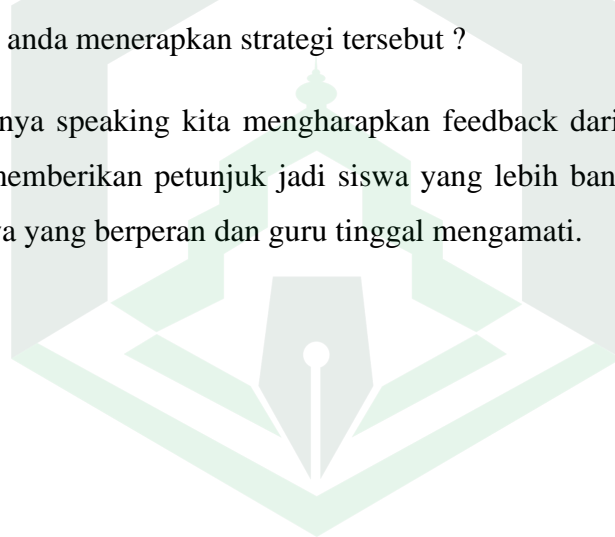 anda menerapkan strategi tersebut ?
nya speaking kita mengharapkan feedback dari
memberikan petunjuk jadi siswa yang lebih ban
a yang berperan dan guru tinggal mengamati.